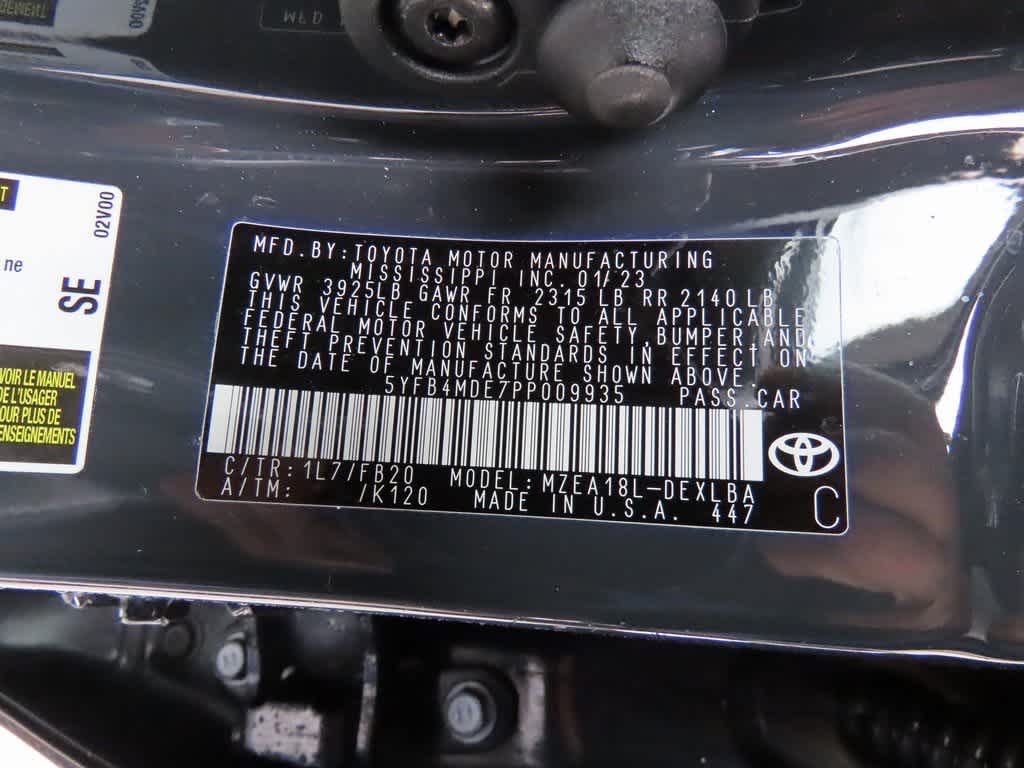 MFD.BY:TOYOTA MOTOR MANUFACTURING
MISSISSIPPI INC. 01/23
GVWR 3925LB GAWR FR 2315 LB RR 2140 LB
THIS VEHICLE CONFORMS TO ALL APPLICABLE
FEDERAL MOTOR VEHICLE SAFETY, BUMPER, AND
THEFT PREVENTION STANDARDS IN EFFECT ON
THE DATE OF MANUFACTURE SHOWN ABOVE.
5YFB4MDE7PP009935 PASS.CAR
C/TR: 1L7/FB20 MODEL: MZEA18L-DEXLBA
A/TM: /K120 MADE IN U.S.A. 447
C
02V00
ne
SE
VOIR LE MANUEL
DE L'USAGER
POUR PLUS DE
RENSEIGNEMENTS